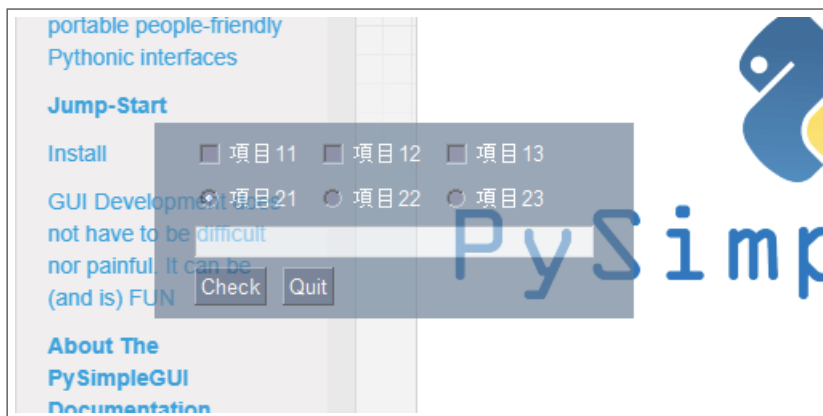 portable people-friendly
Pythonic interfaces
Jump-Start
Install
GUI Development does
not have to be difficult
nor painful. It can be
(and is) FUN
About The
PySimpleGUI
Documentation
項目11 項目12 項目13
項目21 項目22 項目23
Check Quit
PySimp